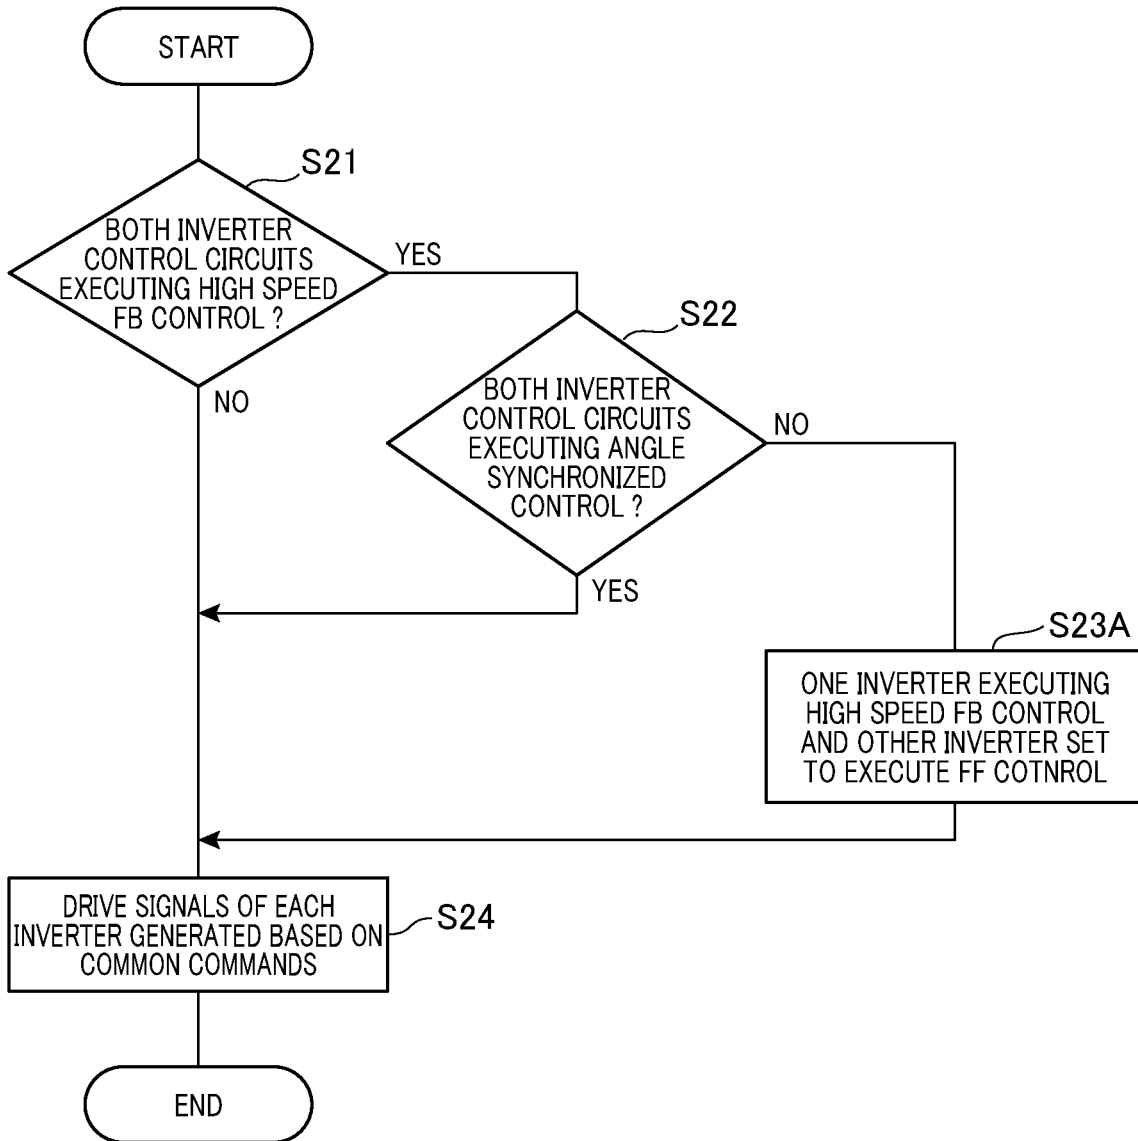 START
S21
BOTH INVERTER
CONTROL CIRCUITS
EXECUTING HIGH SPEED
FB CONTROL ?
YES
NO
S22
BOTH INVERTER
CONTROL CIRCUITS
EXECUTING ANGLE
SYNCHRONIZED
CONTROL ?
NO
YES
S23A
ONE INVERTER EXECUTING
HIGH SPEED FB CONTROL
AND OTHER INVERTER SET
TO EXECUTE FF COTNROL
DRIVE SIGNALS OF EACH
INVERTER GENERATED BASED ON
COMMON COMMANDS
S24
END